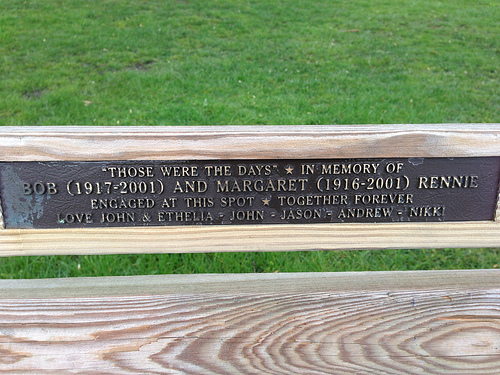 "THOSE WERE THE DAYS" ★ IN MEMORY OF
BOB (1917-2001) AND MARGARET (1916-2001) RENNIE
ENGAGED AT THIS SPOT ★ TOGETHER FOREVER
LOVE JOHN & ETHELIA - JOHN - JASON - ANDREW - NIKKI